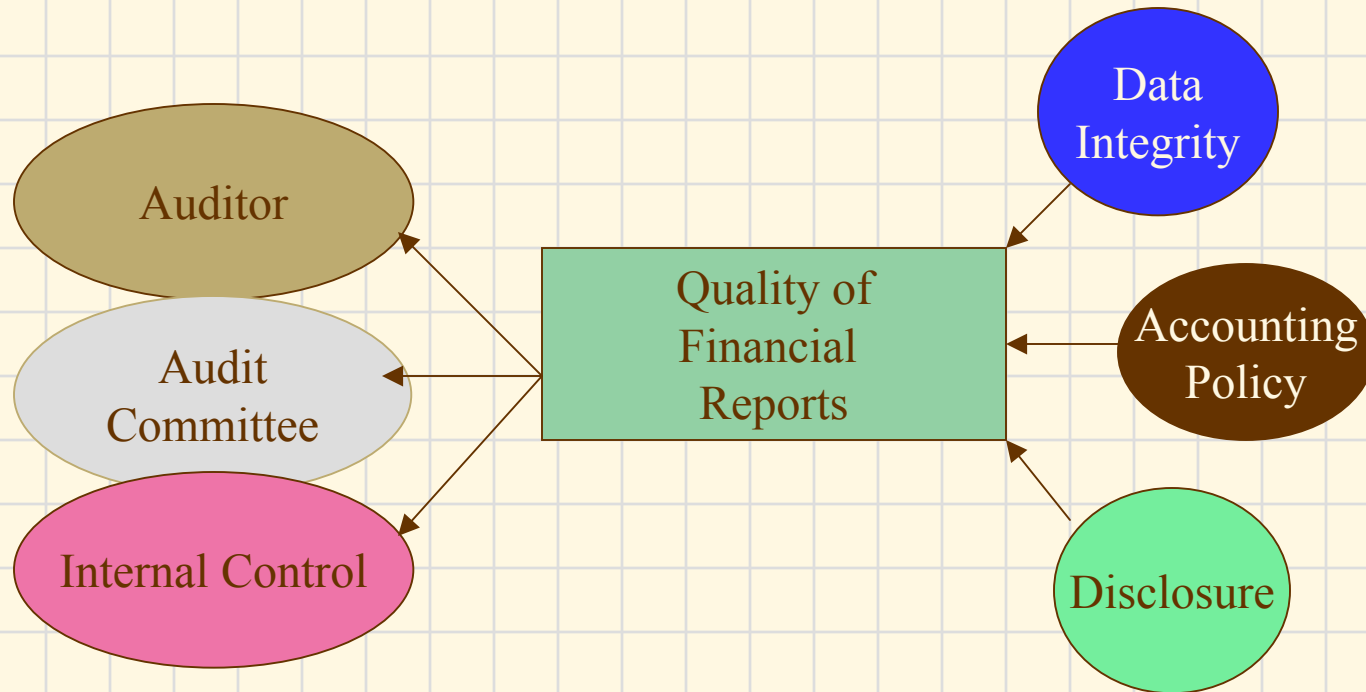 Auditor
Audit
Committee
Internal Control
Quality of
Financial
Reports
Data
Integrity
Accounting
Policy
Disclosure